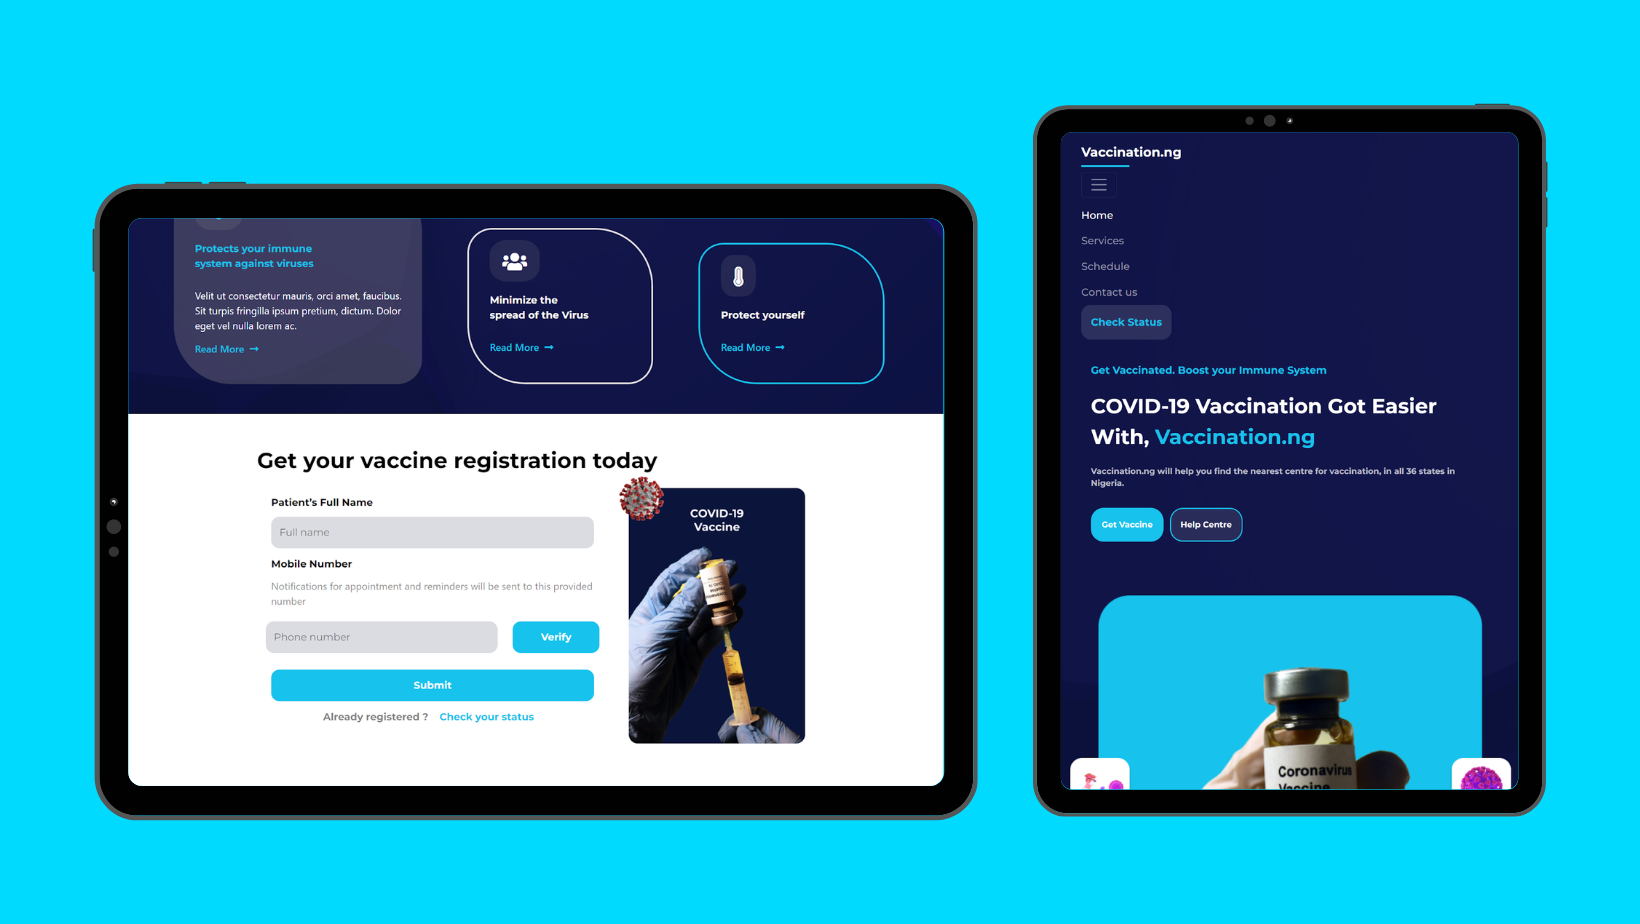 Protects your immune
system against viruses
Velit ut consectetur mauris, orci amet, faucibus.
Sit turpis fringilla ipsum pretium, dictum. Dolor
eget vel nulla lorem ac.
Read More
Minimize the
spread of the Virus
Read More
Protect yourself
Read More
Get your vaccine registration today
Patient's Full Name
Full name
Mobile Number
Notifications for appointment and reminders will be sent to this provided
number
Phone number
Verify
Submit
Already registered ? Check your status
COVID-19
Vaccine
Vaccination.ng
Home
Services
Schedule
Contact us
Check Status
Get Vaccinated. Boost your Immune System
COVID-19 Vaccination Got Easier
With, Vaccination.ng
Vaccination.ng will help you find the nearest centre for vaccination, in all 36 states in
Nigeria.
Get Vaccine
Help Centre
Coronavirus
Vaccine